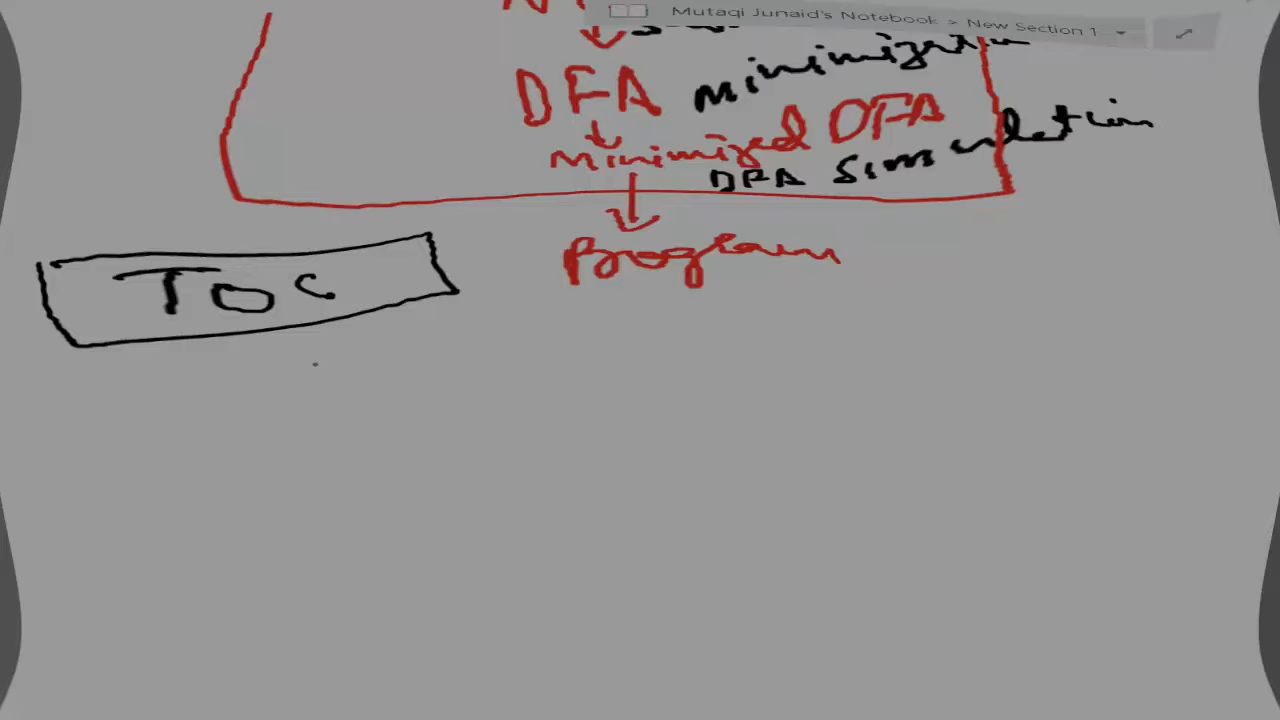 Mutaqi Junaid's Notebook > New Section 1
minimization
DFA
minimized DFA
DFA Simulation
Program
TOC